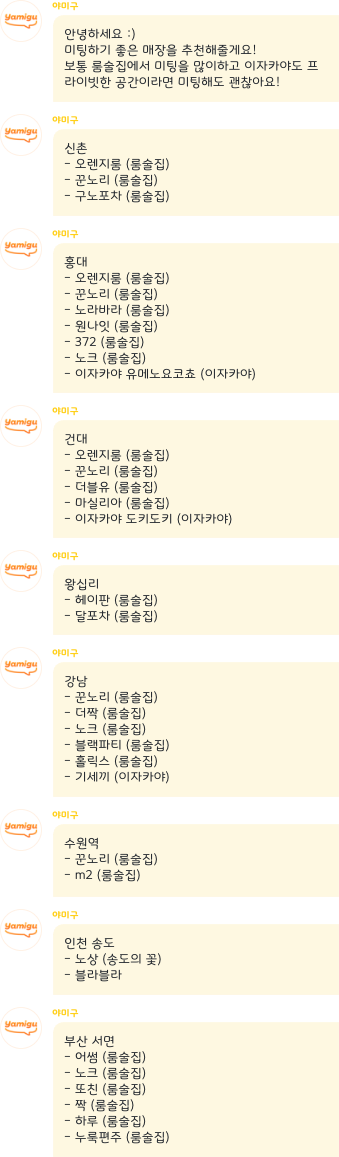 Yamigu
야미구
안녕하세요 :)
미팅하기 좋은 매장을 추천해줄게요!
보통 룸술집에서 미팅을 많이하고 이자카야도 프
라이빗한 공간이라면 미팅해도 괜찮아요!
Yamigu
야미구
신촌
- 오렌지룸 (룸술집)
- 꾼노리 (룸술집)
- 구노포차 (룸술집)
Yamigu
야미구
홍대
- 오렌지룸 (룸술집)
- 꾼노리 (룸술집)
- 노라바라 (룸술집)
- 원나잇 (룸술집)
- 372 (룸술집)
- 노크 (룸술집)
- 이자카야 유메노요코쵸 (이자카야)
Yamigu
야미구
건대
- 오렌지룸 (룸술집)
- 꾼노리 (룸술집)
- 더블유 (룸술집)
- 마실리아 (룸술집)
- 이자카야 도키도키 (이자카야)
Yamigu
야미구
왕십리
- 헤이판 (룸술집)
- 달포차 (룸술집)
Yamigu
야미구
강남
- 꾼노리 (룸술집)
- 더짝 (룸술집)
- 노크 (룸술집)
- 블랙파티 (룸술집)
- 홀릭스 (룸술집)
- 기세끼 (이자카야)
Yamigu
야미구
수원역
- 꾼노리 (룸술집)
- m2 (룸술집)
Yamigu
야미구
인천 송도
- 노상 (송도의 꽃)
- 블라블라
Yamigu
야미구
부산 서면
- 어썸 (룸술집)
- 노크 (룸술집)
- 또친 (룸술집)
- 짝 (룸술집)
- 하루 (룸술집)
- 누룩편주 (룸술집)